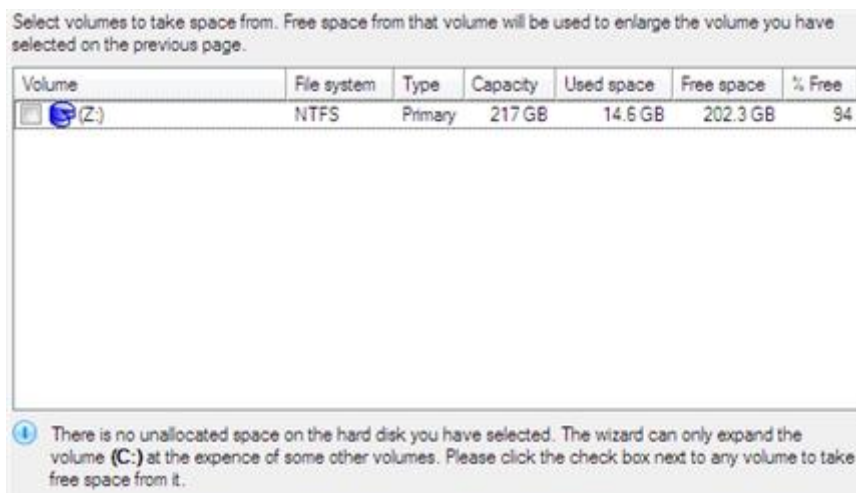 Select volumes to take space from. Free space from that volume will be used to enlarge the volume you have
selected on the previous page.
Volume File system Type Capacity Used space Free space % Free
(Z:) NTFS Primary 217 GB 14.6 GB 202.3 GB 94
There is no unallocated space on the hard disk you have selected. The wizard can only expand the
volume (C:) at the expence of some other volumes. Please click the check box next to any volume to take
free space from it.